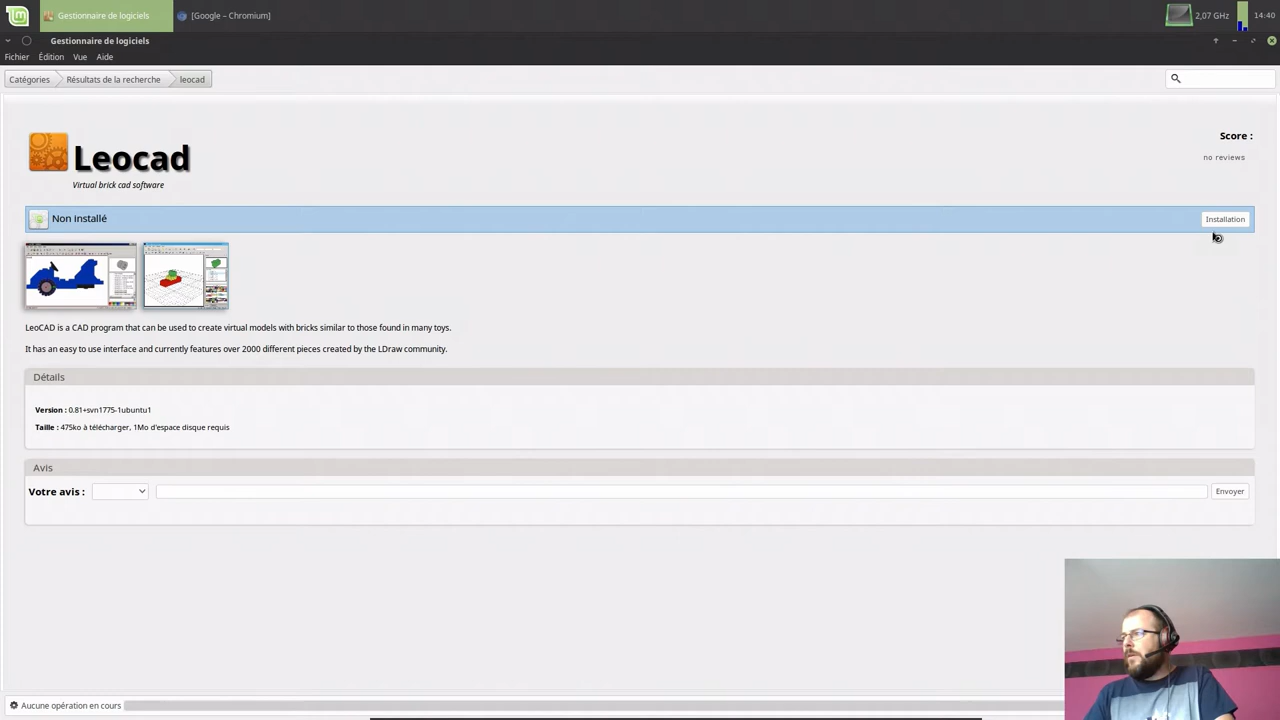 Gestionnaire de logiciels
[Google – Chromium]
2,07 GHz
14:40
Gestionnaire de logiciels
Fichier Édition Vue Aide
Catégories Résultats de la recherche leocad
Score :
Leocad
no reviews
Virtual brick cad software
Non installé
Installation
LeoCAD is a CAD program that can be used to create virtual models with bricks similar to those found in many toys.
It has an easy to use interface and currently features over 2000 different pieces created by the LDraw community.
Détails
Version : 0.81+svn1775-1ubuntu1
Taille : 475ko à télécharger, 1Mo d'espace disque requis
Avis
Votre avis :
Envoyer
Aucune opération en cours